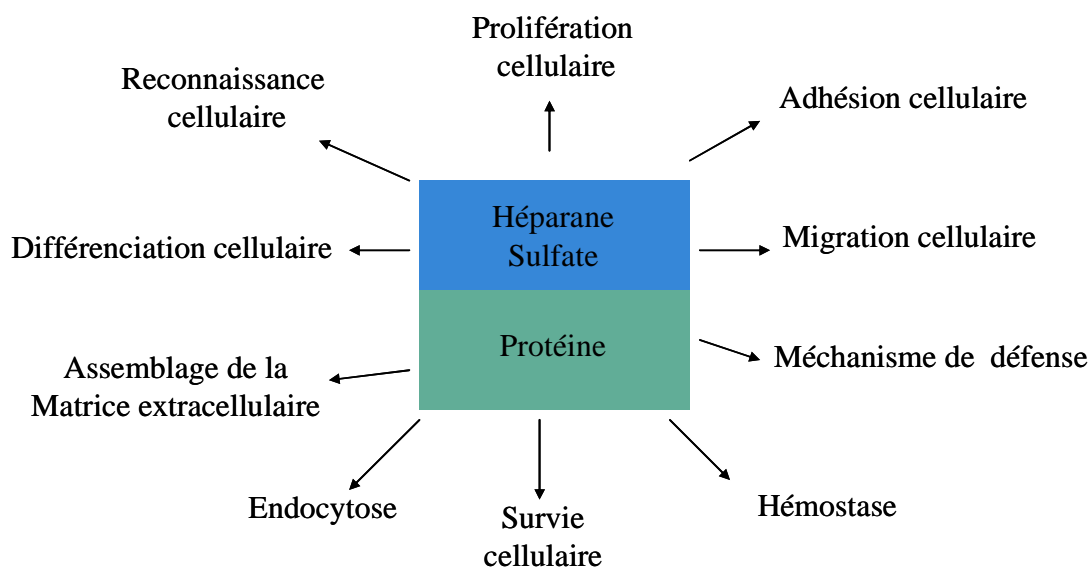 Prolifération
cellulaire
Reconnaissance
cellulaire
Adhésion cellulaire
Héparane
Sulfate
Différenciation cellulaire
Migration cellulaire
Protéine
Assemblage de la
Matrice extracellulaire
Méchanisme de  défense
Endocytose
Survie
cellulaire
Hémostase